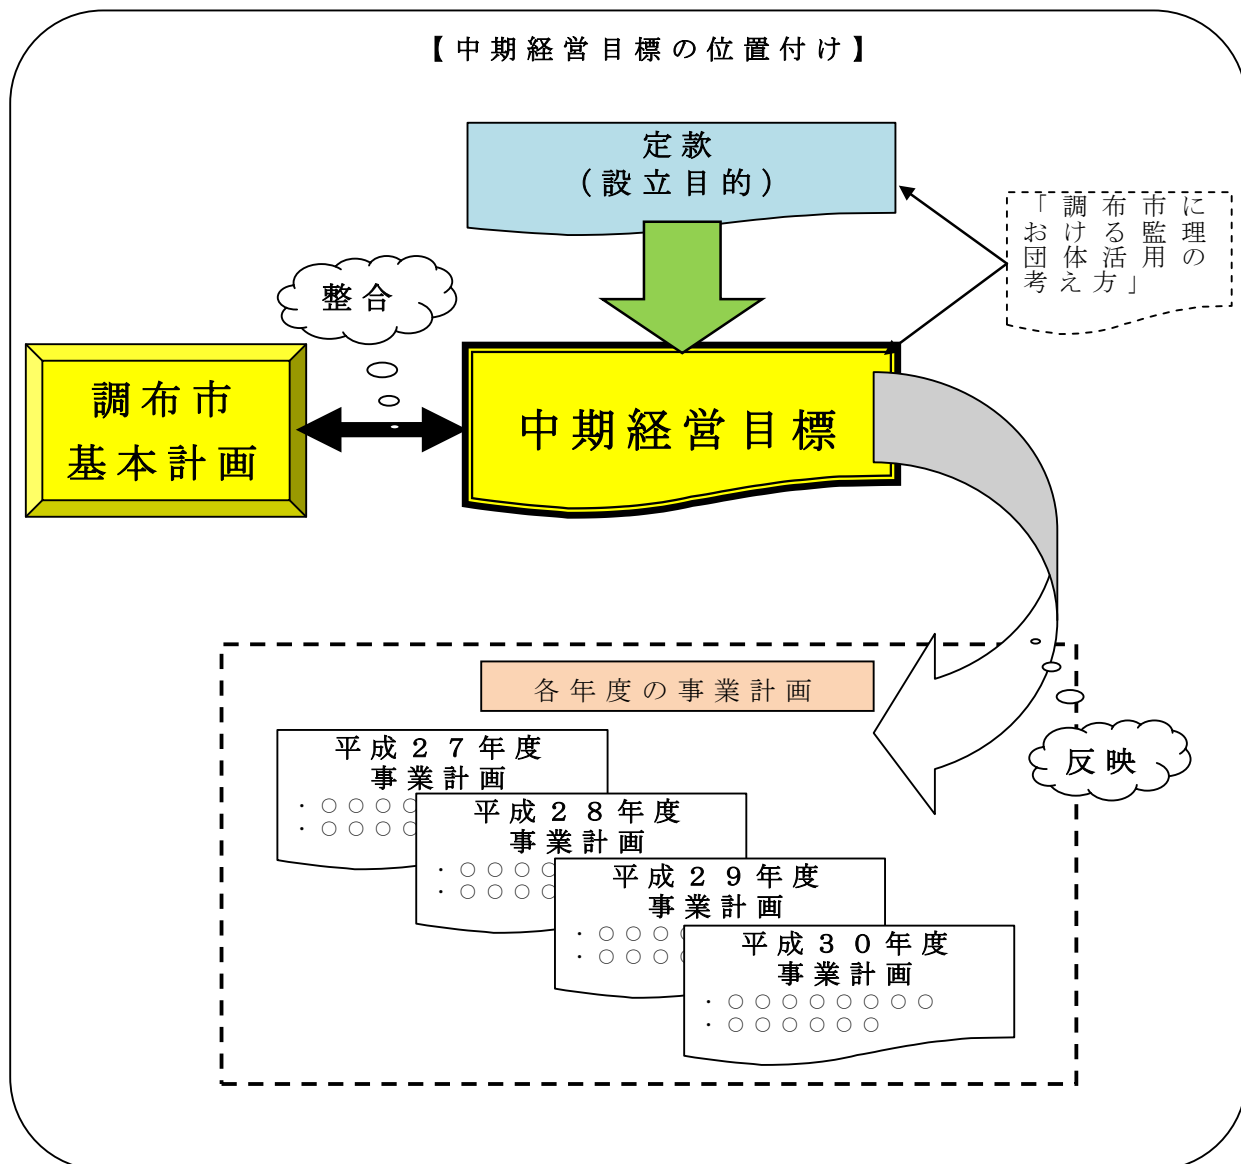 【中期経営目標の位置付け】
定款
(設立目的)
「調布市に
おける監理
団体活用の
考え方」
整合
調布市
基本計画
中期経営目標
各年度の事業計画
平成２７年度
事業計画
・○○○○
・○○○○
平成２８年度
事業計画
・○○○○
・○○○○
平成２９年度
事業計画
・○○○○
・○○○○
平成３０年度
事業計画
・○○○○○○○○
・○○○○○○
反映